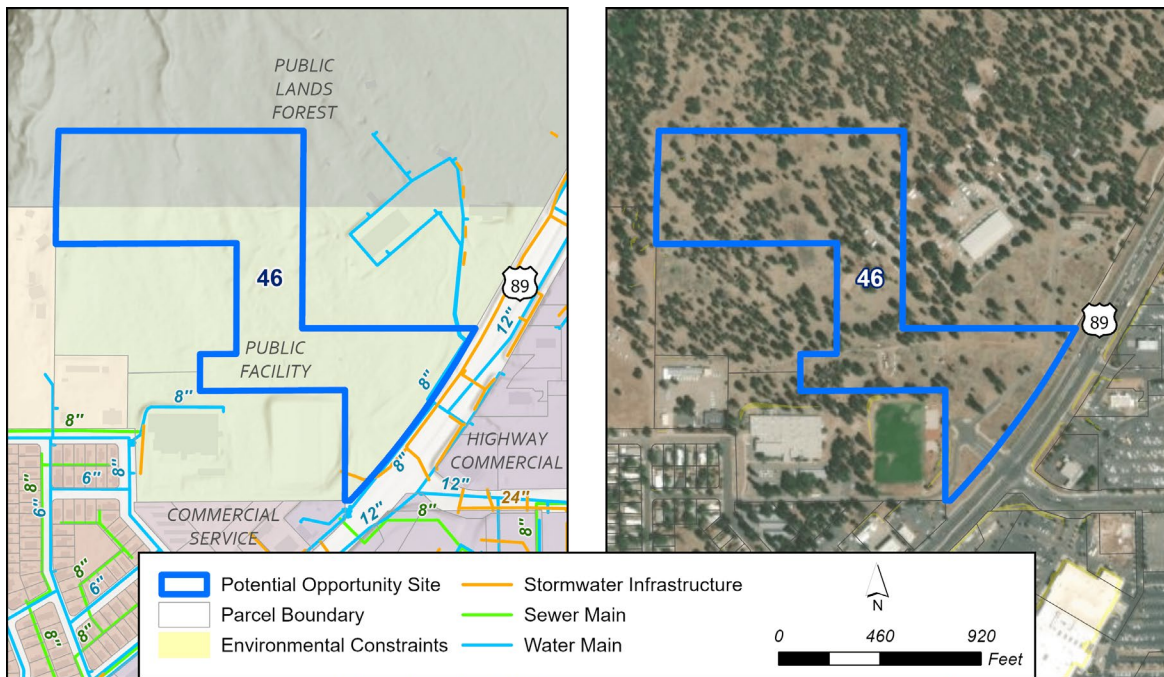 PUBLIC
LANDS
FOREST
46
89
12"
PUBLIC
FACILITY
8"
8"
8"
8"
HIGHWAY
COMMERCIAL
8"
6"
8"
6"
12"
12"
24"
8"
8"
COMMERCIAL
SERVICE
8"
6"
8"
8"
46
89
Potential Opportunity Site
Parcel Boundary
Environmental Constraints
Stormwater Infrastructure
Sewer Main
Water Main
N
0 460 920
Feet